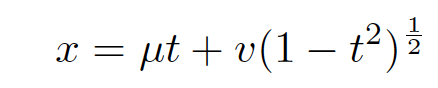 x = μt + v(1 − t²)^{1/2}